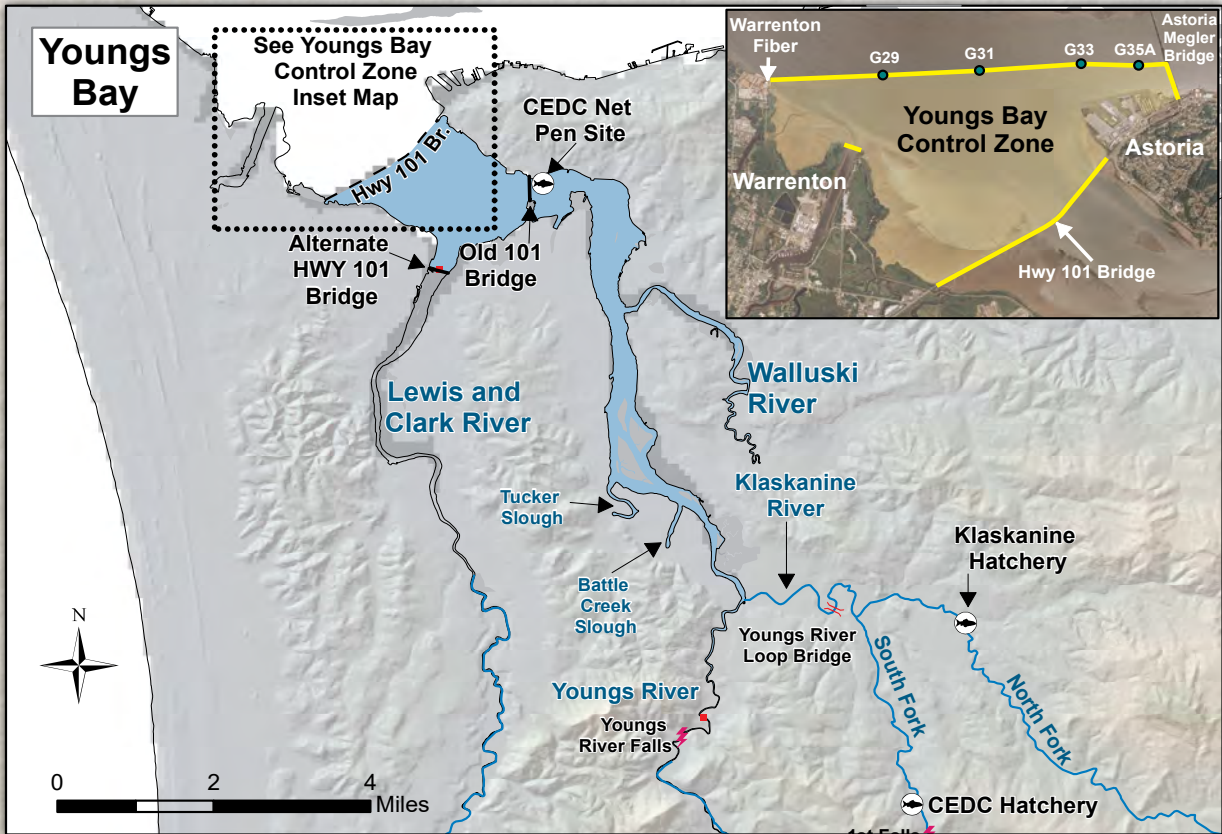 Youngs
Bay
See Youngs Bay
Control Zone
Inset Map
Hwy 101 Br.
CEDC Net
Pen Site
Alternate
HWY 101
Bridge
Old 101
Bridge
Warrenton
Fiber
G29
G31
G33
G35A
Astoria
Megler
Bridge
Youngs Bay
Control Zone
Warrenton
Astoria
Hwy 101 Bridge
Lewis and
Clark River
Walluski
River
Tucker
Slough
Battle
Creek
Slough
Klaskanine
River
Klaskanine
Hatchery
Youngs River
Loop Bridge
South Fork
North Fork
Youngs River
Youngs
River Falls
CEDC Hatchery
1st Falls
N
0 2 4
Miles